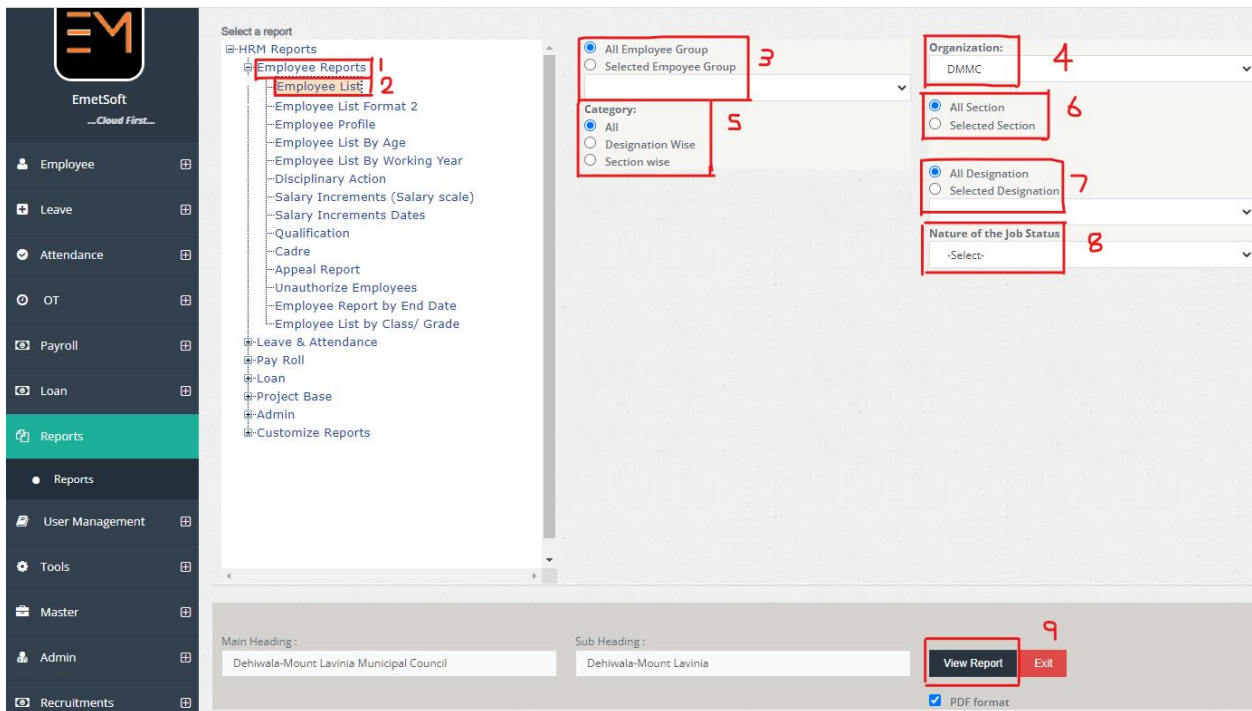 EM
EmetSoft
...Cloud First...
Employee
Leave
Attendance
OT
Payroll
Loan
Reports
Reports
User Management
Tools
Master
Admin
Recruitments
Select a report
HRM Reports
Employee Reports 1
Employee List 2
Employee List Format 2
Employee Profile
Employee List By Age
Employee List By Working Year
Disciplinary Action
Salary Increments (Salary scale)
Salary Increments Dates
Qualification
Cadre
Appeal Report
Unauthorize Employees
Employee Report by End Date
Employee List by Class/ Grade
Leave & Attendance
Pay Roll
Loan
Project Base
Admin
Customize Reports
All Employee Group
Selected Empoyee Group 3
Category: 5
All
Designation Wise
Section wise
Organization: 4
DMMC
All Section 6
Selected Section
All Designation 7
Selected Designation
Nature of the Job Status 8
-Select-
Main Heading :
Dehiwala-Mount Lavinia Municipal Council
Sub Heading :
Dehiwala-Mount Lavinia
9
View Report Exit
PDF format